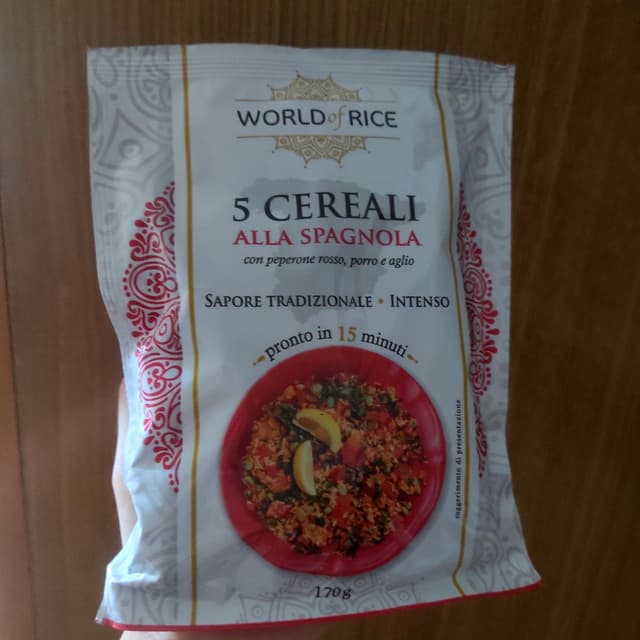 WORLD of RICE
5 CEREALI
ALLA SPAGNOLA
con peperone rosso, porro e aglio
SAPORE TRADIZIONALE • INTENSO
pronto in 15 minuti
suggerimento di presentazione
170g